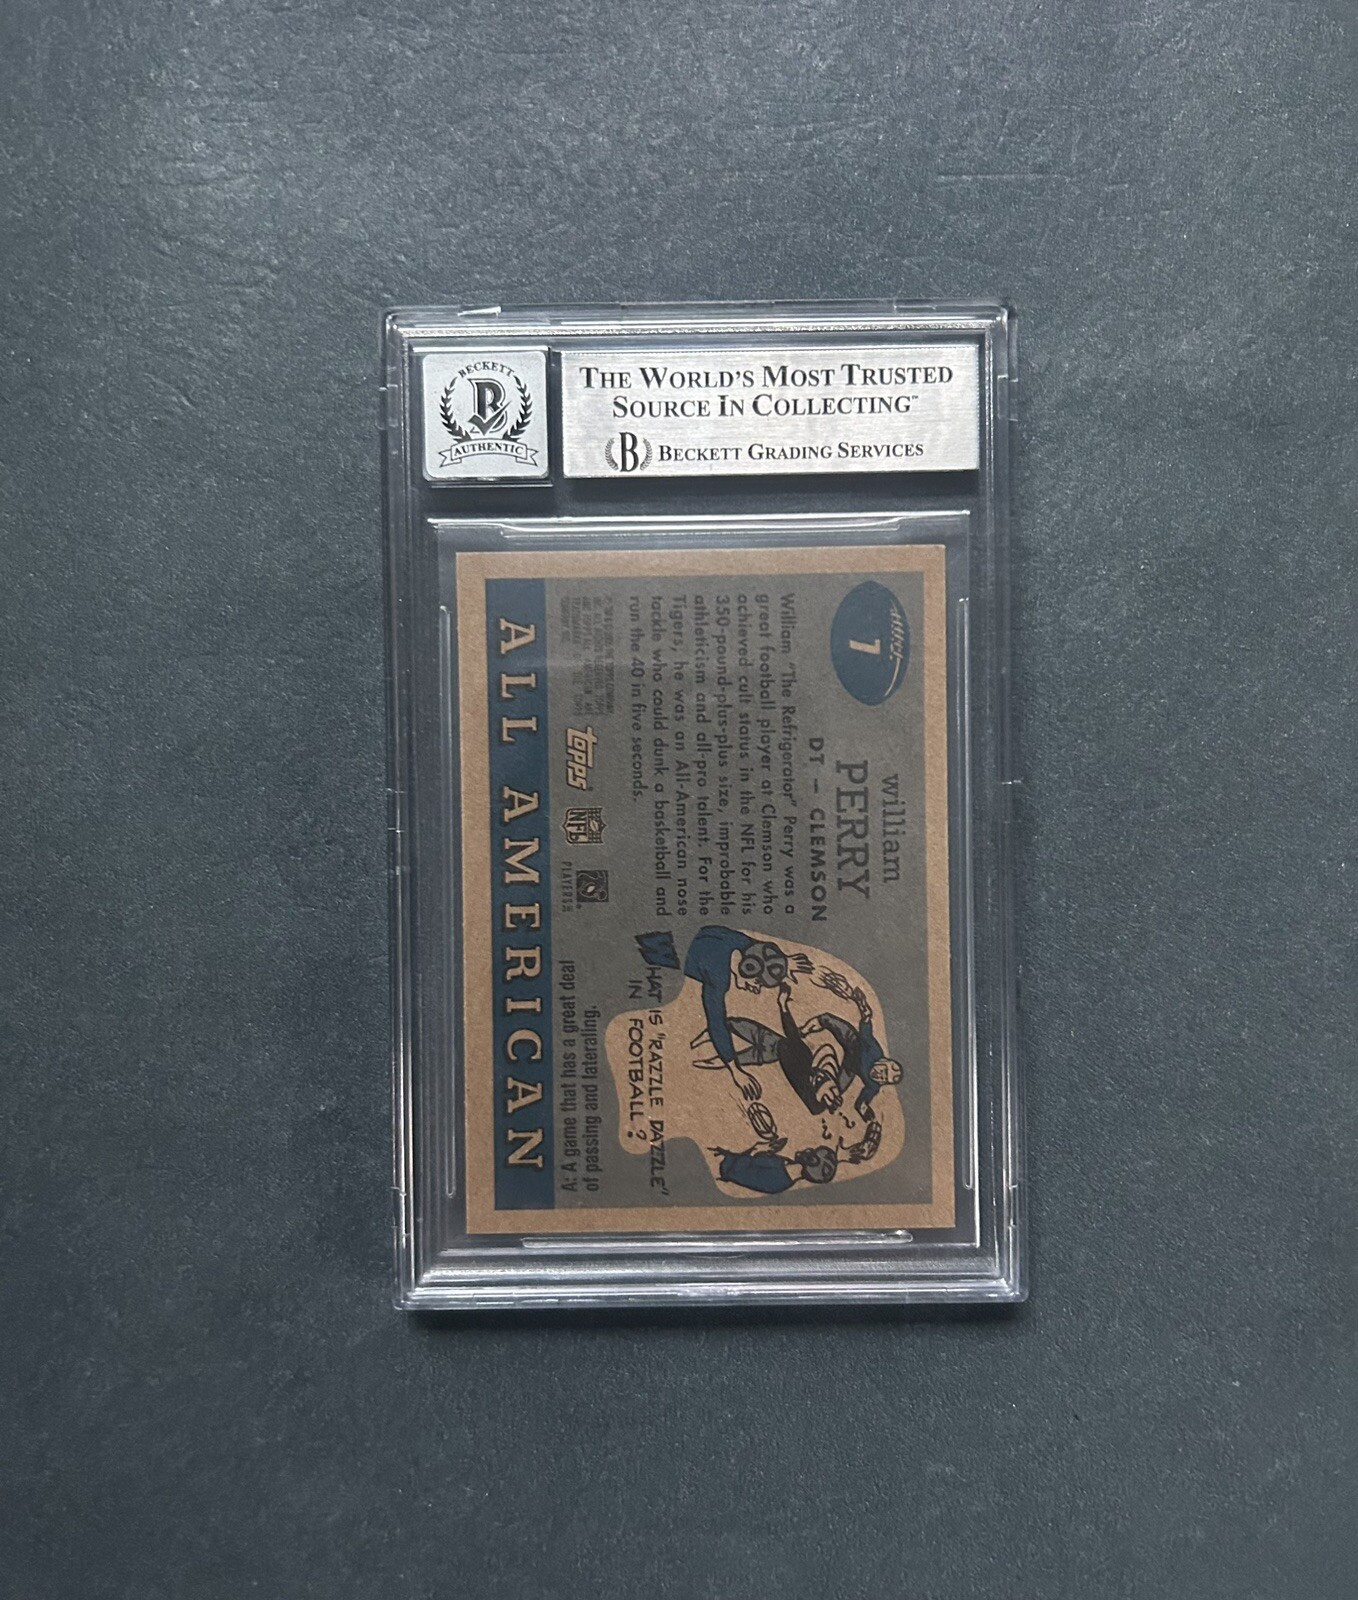 BECKETT
B
AUTHENTIC
THE WORLD'S MOST TRUSTED
SOURCE IN COLLECTING™
B BECKETT GRADING SERVICES
1
william
PERRY
DT – CLEMSON
William "The Refrigerator" Perry was a
great football player at Clemson who
achieved cult status in the NFL for his
350-pound-plus-plus size, improbable
athleticism and all-pro talent. For the
Tigers, he was an All-American nose
tackle who could dunk a basketball and
run the 40 in five seconds.
WHAT IS "RAZZLE DAZZLE"
IN FOOTBALL?
A: A game that has a great deal
of passing and lateraling.
topps
NFL
PLAYERS
ALL AMERICAN